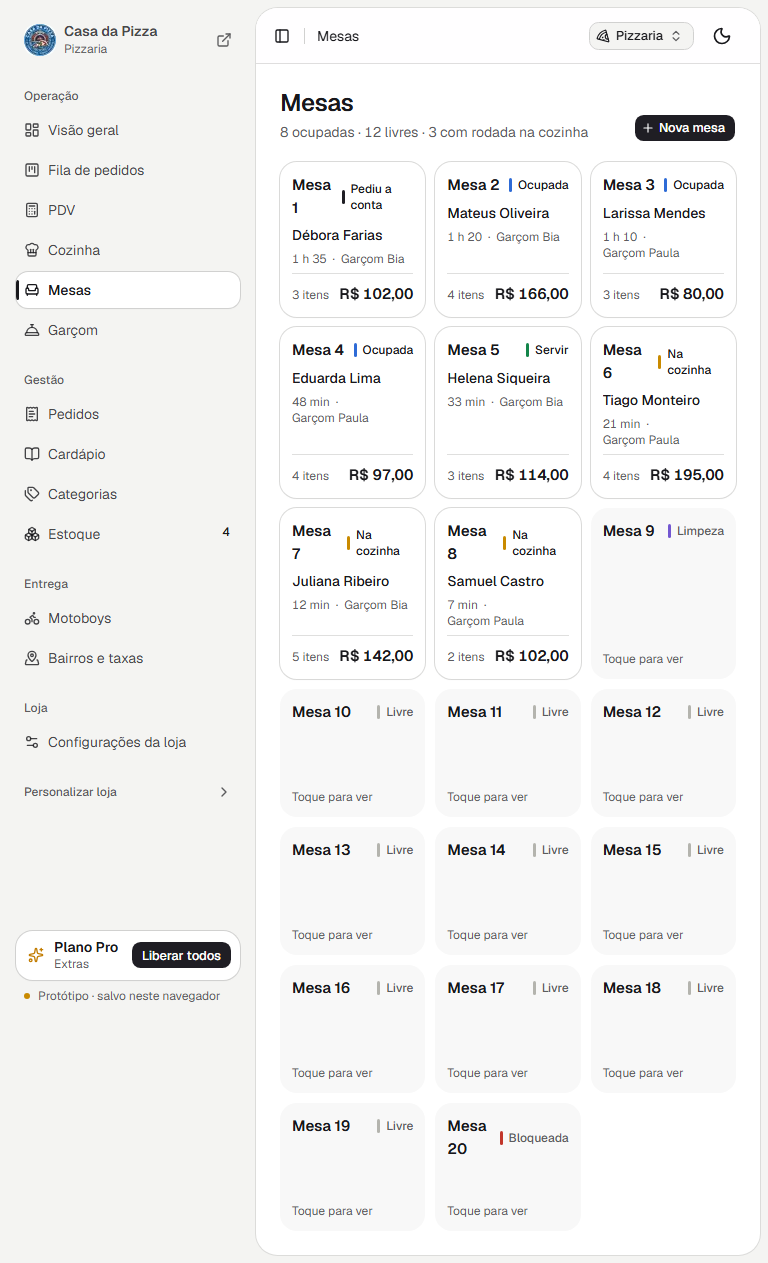 Casa da Pizza
Pizzaria
Operação
Visão geral
Fila de pedidos
PDV
Cozinha
Mesas
Garçom
Gestão
Pedidos
Cardápio
Categorias
Estoque 4
Entrega
Motoboys
Bairros e taxas
Loja
Configurações da loja
Personalizar loja
Plano Pro
Extras
Liberar todos
Protótipo · salvo neste navegador
Mesas
Pizzaria
Mesas
8 ocupadas · 12 livres · 3 com rodada na cozinha
Nova mesa
Mesa
1
Pediu a
conta
Débora Farias
1 h 35 · Garçom Bia
3 itens R$ 102,00
Mesa 2 Ocupada
Mateus Oliveira
1 h 20 · Garçom Bia
4 itens R$ 166,00
Mesa 3 Ocupada
Larissa Mendes
1 h 10 ·
Garçom Paula
3 itens R$ 80,00
Mesa 4 Ocupada
Eduarda Lima
48 min ·
Garçom Paula
4 itens R$ 97,00
Mesa 5 Servir
Helena Siqueira
33 min · Garçom Bia
3 itens R$ 114,00
Mesa
6
Na
cozinha
Tiago Monteiro
21 min ·
Garçom Paula
4 itens R$ 195,00
Mesa
7
Na
cozinha
Juliana Ribeiro
12 min · Garçom Bia
5 itens R$ 142,00
Mesa
8
Na
cozinha
Samuel Castro
7 min ·
Garçom Paula
2 itens R$ 102,00
Mesa 9 Limpeza
Toque para ver
Mesa 10 Livre
Toque para ver
Mesa 11 Livre
Toque para ver
Mesa 12 Livre
Toque para ver
Mesa 13 Livre
Toque para ver
Mesa 14 Livre
Toque para ver
Mesa 15 Livre
Toque para ver
Mesa 16 Livre
Toque para ver
Mesa 17 Livre
Toque para ver
Mesa 18 Livre
Toque para ver
Mesa 19 Livre
Toque para ver
Mesa
20
Bloqueada
Toque para ver